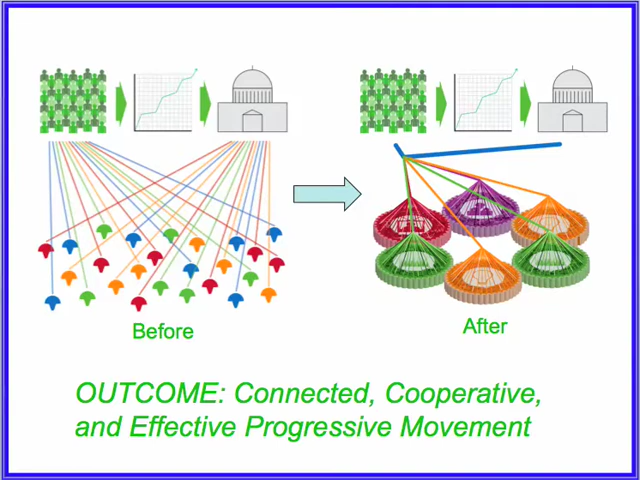 Before
After
OUTCOME: Connected, Cooperative,
and Effective Progressive Movement